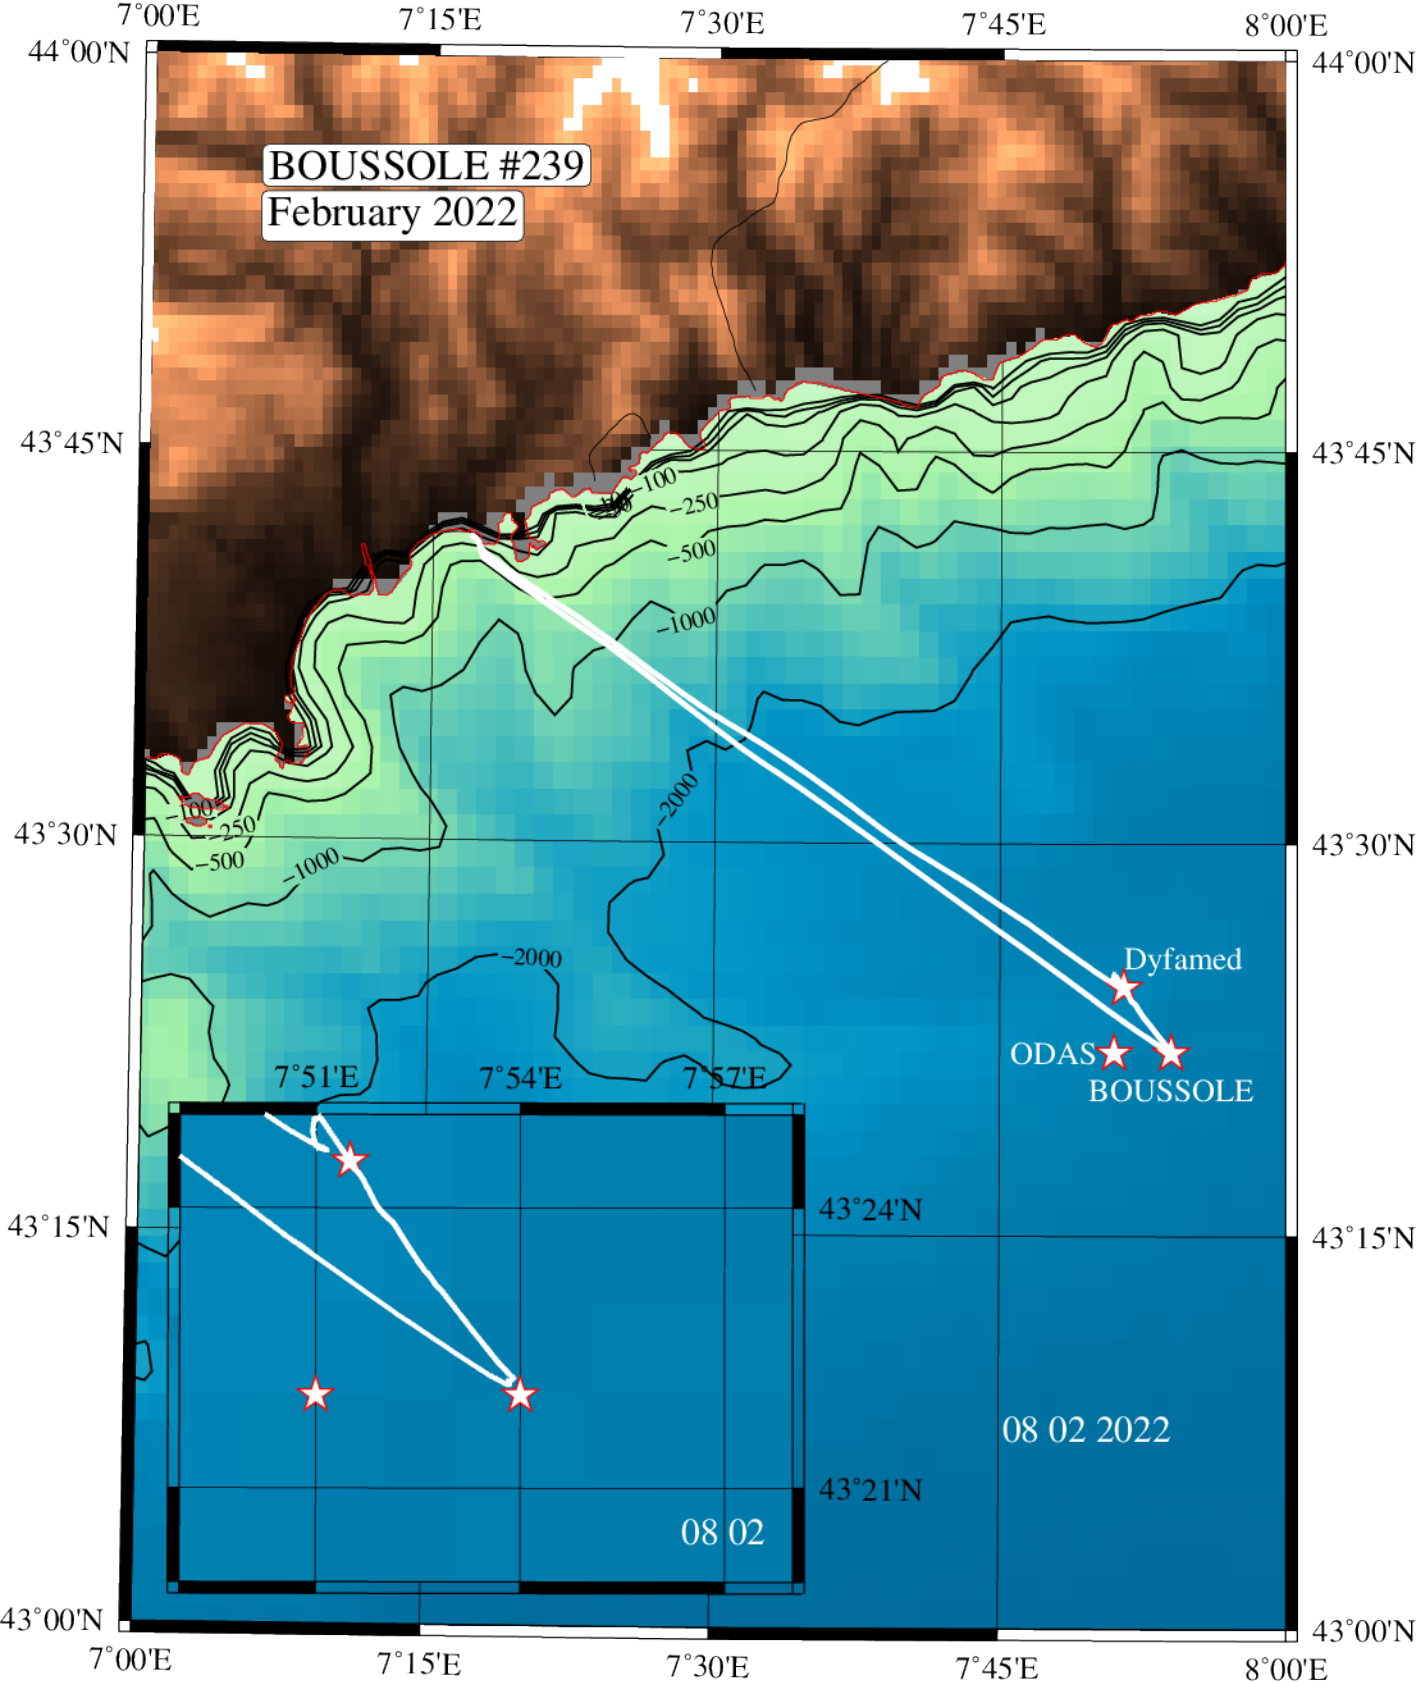 7°00'E 7°15'E 7°30'E 7°45'E 8°00'E
44°00'N 44°00'N
BOUSSOLE #239
February 2022
43°45'N 43°45'N
−100
−250
−500
−1000
−2000
43°30'N 43°30'N
−100
−250
−500
−1000
−2000
Dyfamed
ODAS
BOUSSOLE
7°51'E 7°54'E 7°57'E
43°24'N
43°15'N 43°15'N
08 02 2022
43°21'N
08 02
43°00'N 43°00'N
7°00'E 7°15'E 7°30'E 7°45'E 8°00'E